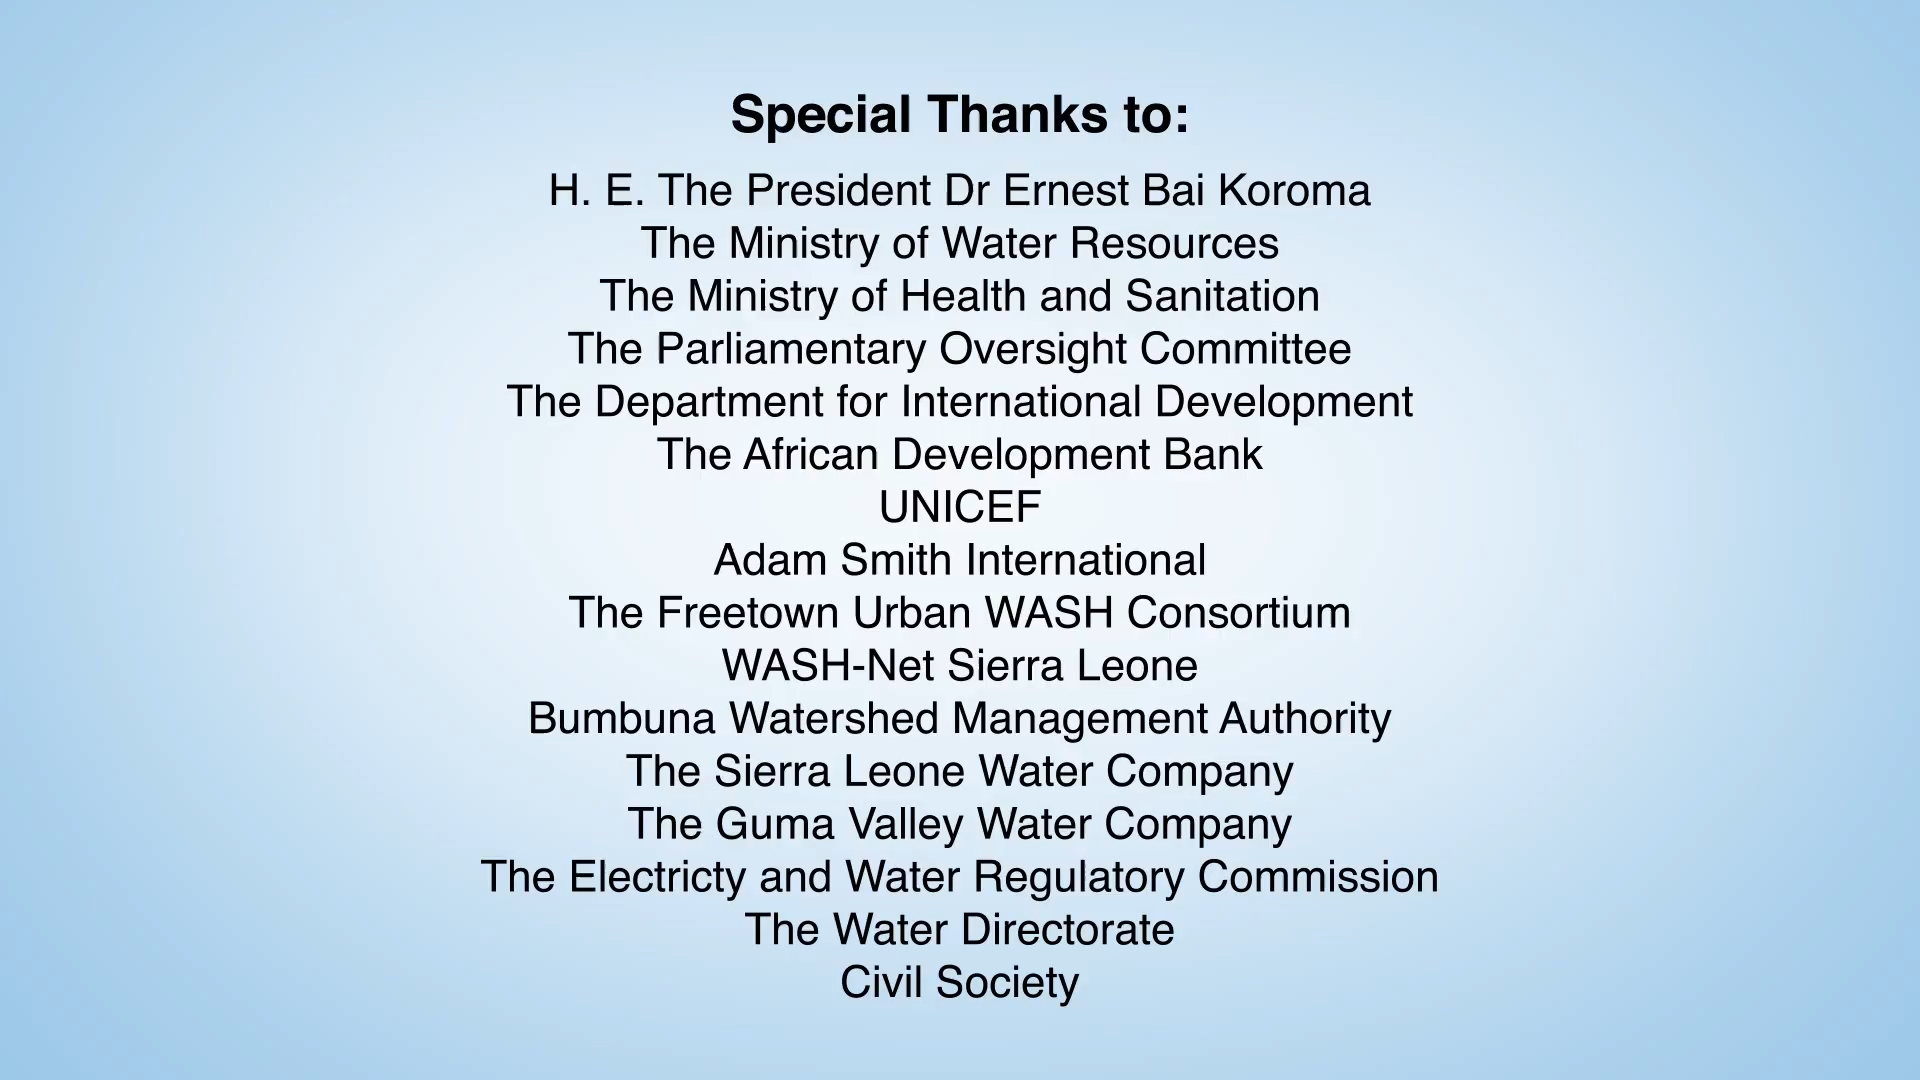 Special Thanks to:
H. E. The President Dr Ernest Bai Koroma
The Ministry of Water Resources
The Ministry of Health and Sanitation
The Parliamentary Oversight Committee
The Department for International Development
The African Development Bank
UNICEF
Adam Smith International
The Freetown Urban WASH Consortium
WASH-Net Sierra Leone
Bumbuna Watershed Management Authority
The Sierra Leone Water Company
The Guma Valley Water Company
The Electricty and Water Regulatory Commission
The Water Directorate
Civil Society